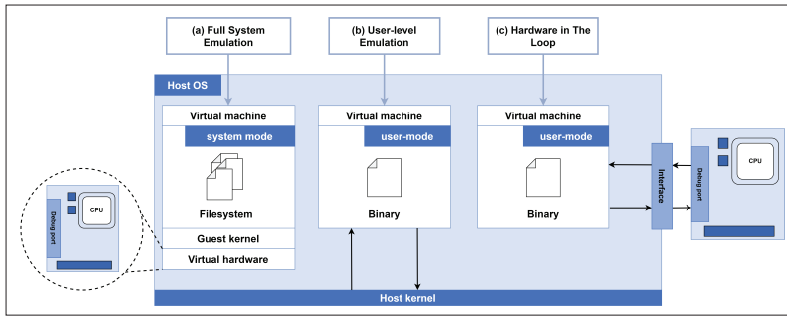 (a) Full System
Emulation
(b) User-level
Emulation
(c) Hardware in The
Loop
Host OS
Virtual machine
system mode
Filesystem
Guest kernel
Virtual hardware
Virtual machine
user-mode
Binary
Virtual machine
user-mode
Binary
Interface
Debug port
CPU
Debug port
CPU
Host kernel